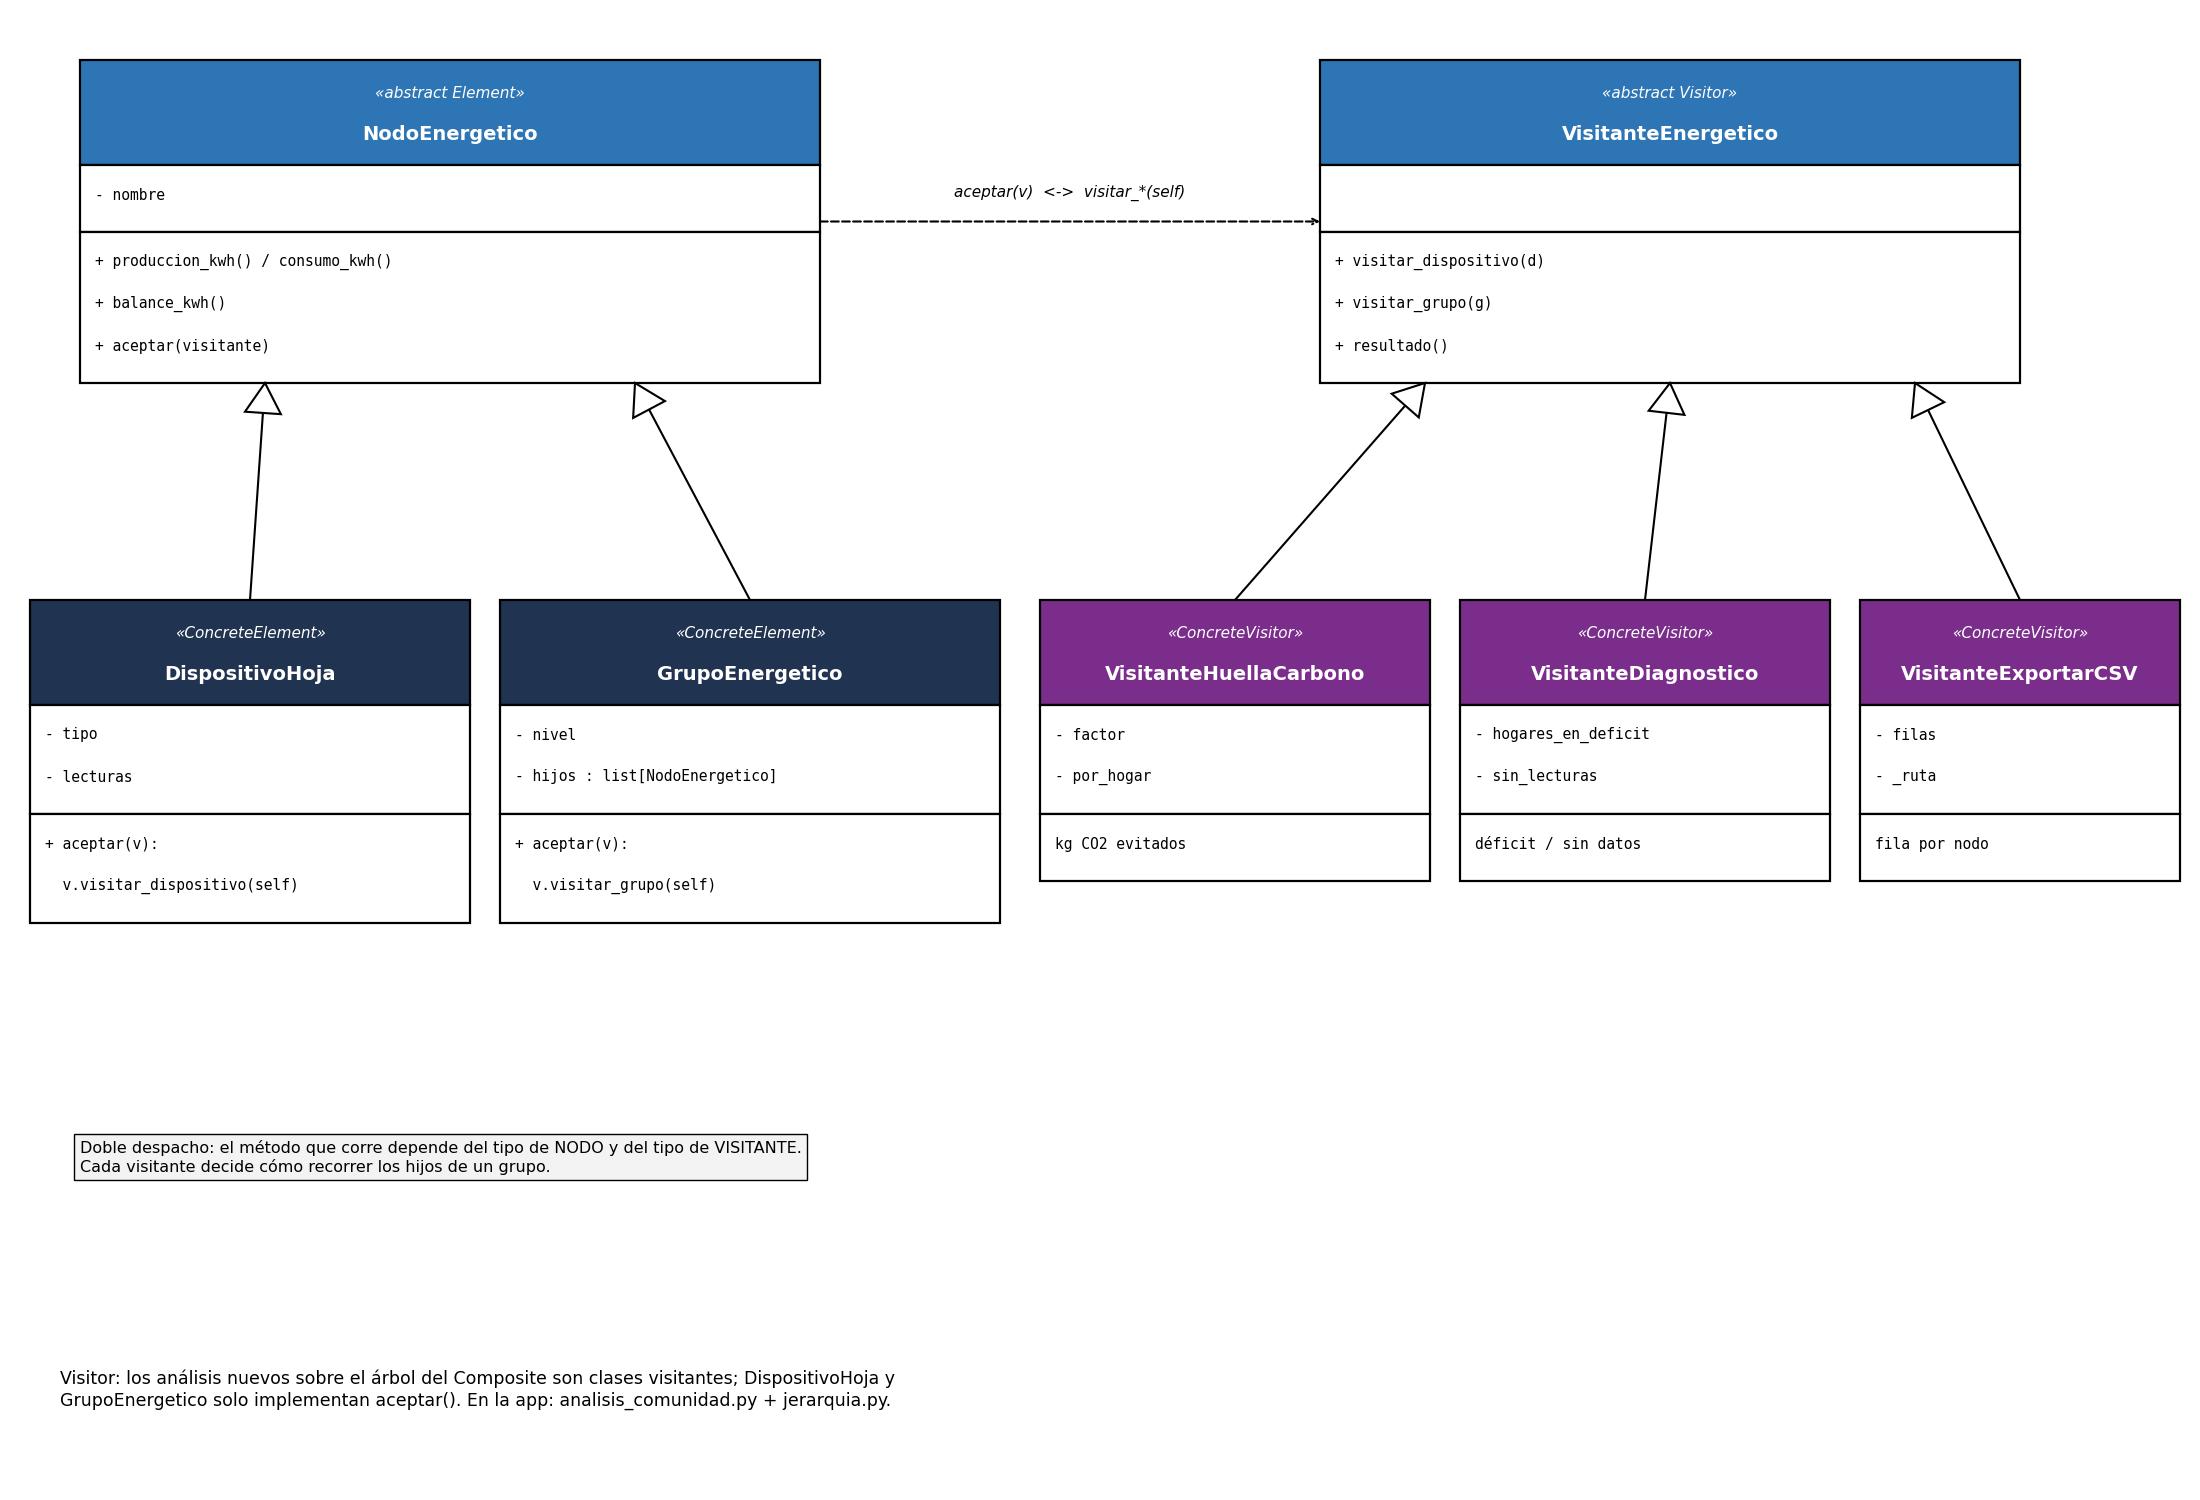 «abstract Element»
NodoEnergetico
- nombre
+ produccion_kwh() / consumo_kwh()
+ balance_kwh()
+ aceptar(visitante)
aceptar(v)  <->  visitar_*(self)
«abstract Visitor»
VisitanteEnergetico
+ visitar_dispositivo(d)
+ visitar_grupo(g)
+ resultado()
«ConcreteElement»
DispositivoHoja
- tipo
- lecturas
+ aceptar(v):
  v.visitar_dispositivo(self)
«ConcreteElement»
GrupoEnergetico
- nivel
- hijos : list[NodoEnergetico]
+ aceptar(v):
  v.visitar_grupo(self)
«ConcreteVisitor»
VisitanteHuellaCarbono
- factor
- por_hogar
kg CO2 evitados
«ConcreteVisitor»
VisitanteDiagnostico
- hogares_en_deficit
- sin_lecturas
déficit / sin datos
«ConcreteVisitor»
VisitanteExportarCSV
- filas
- _ruta
fila por nodo
Doble despacho: el método que corre depende del tipo de NODO y del tipo de VISITANTE.
Cada visitante decide cómo recorrer los hijos de un grupo.
Visitor: los análisis nuevos sobre el árbol del Composite son clases visitantes; DispositivoHoja y
GrupoEnergetico solo implementan aceptar(). En la app: analisis_comunidad.py + jerarquia.py.